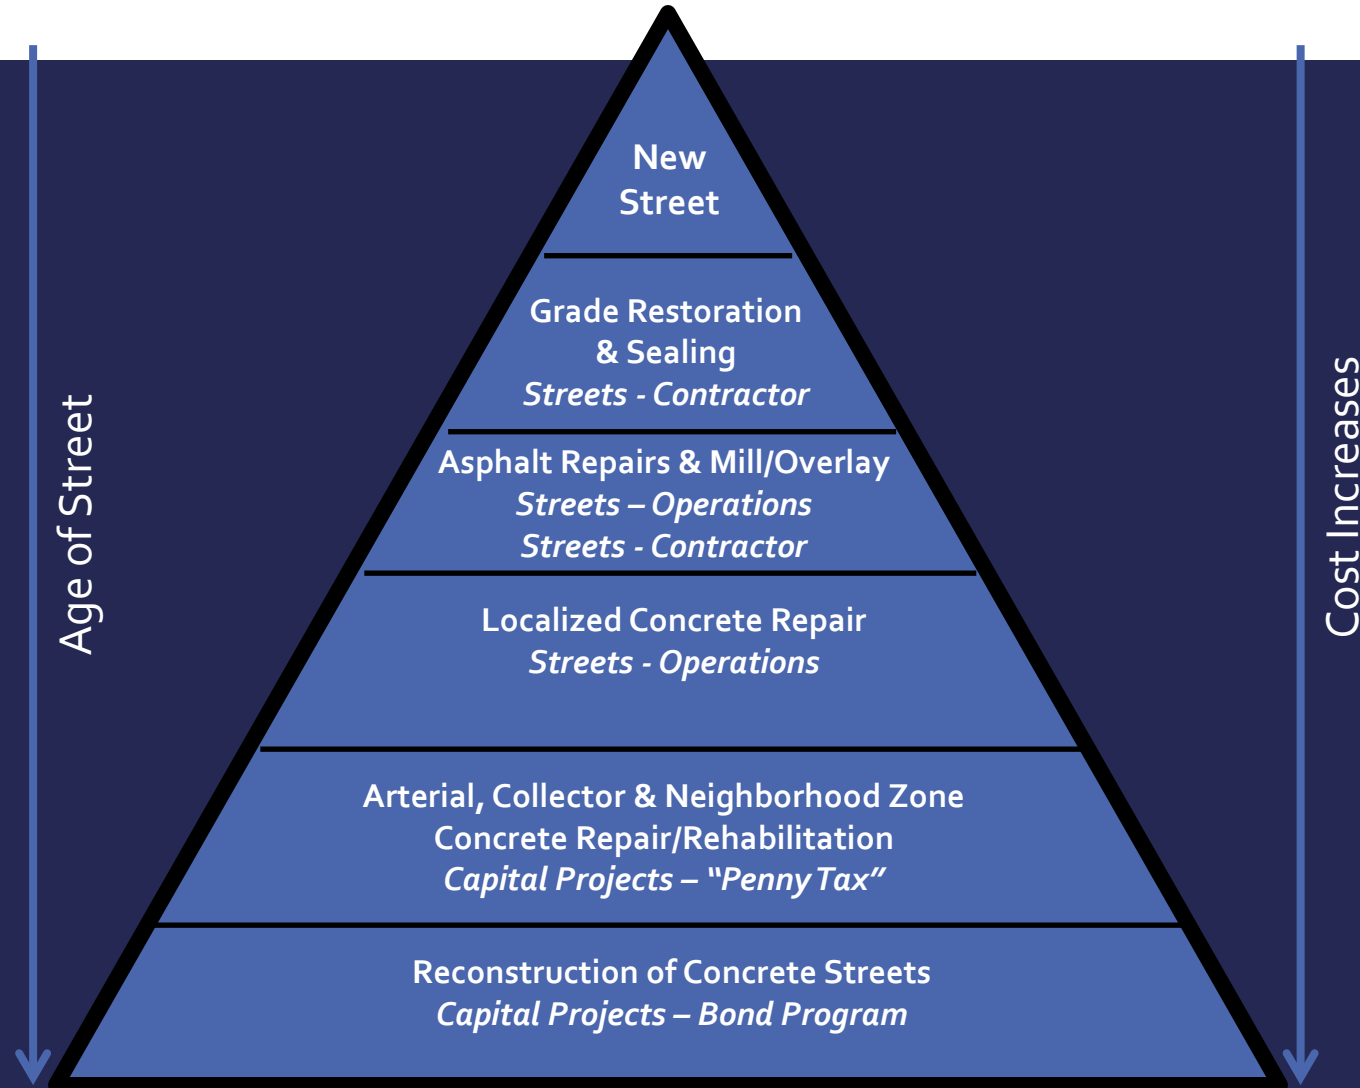 New
Street
Grade Restoration
& Sealing
Streets - Contractor
Asphalt Repairs & Mill/Overlay
Streets – Operations
Streets - Contractor
Localized Concrete Repair
Streets - Operations
Arterial, Collector & Neighborhood Zone
Concrete Repair/Rehabilitation
Capital Projects – “Penny Tax”
Reconstruction of Concrete Streets
Capital Projects – Bond Program
Age of Street
Cost Increases